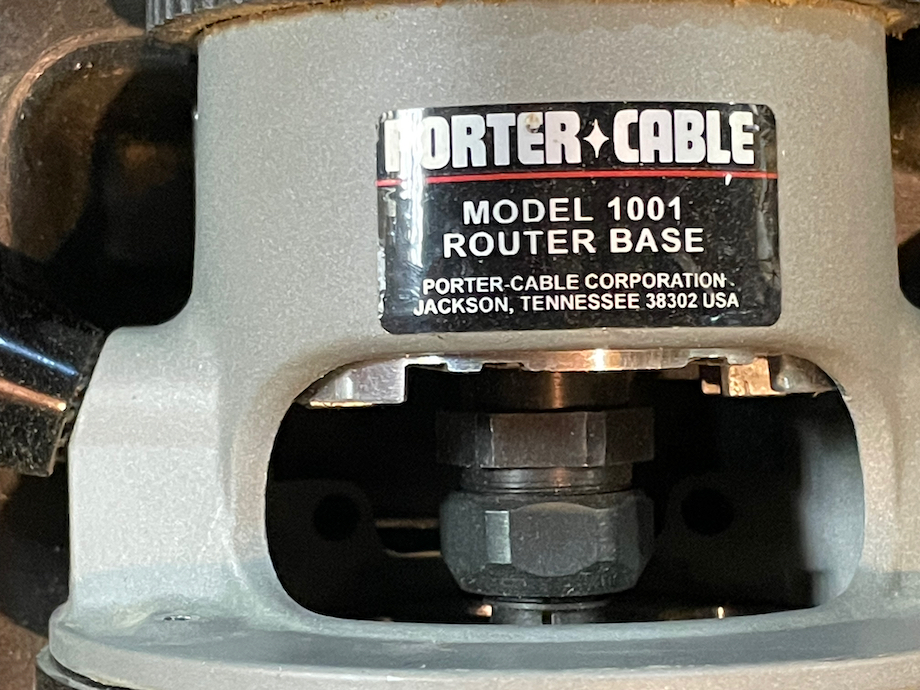 PORTER✦CABLE
MODEL 1001
ROUTER BASE
PORTER-CABLE CORPORATION
JACKSON, TENNESSEE 38302 USA